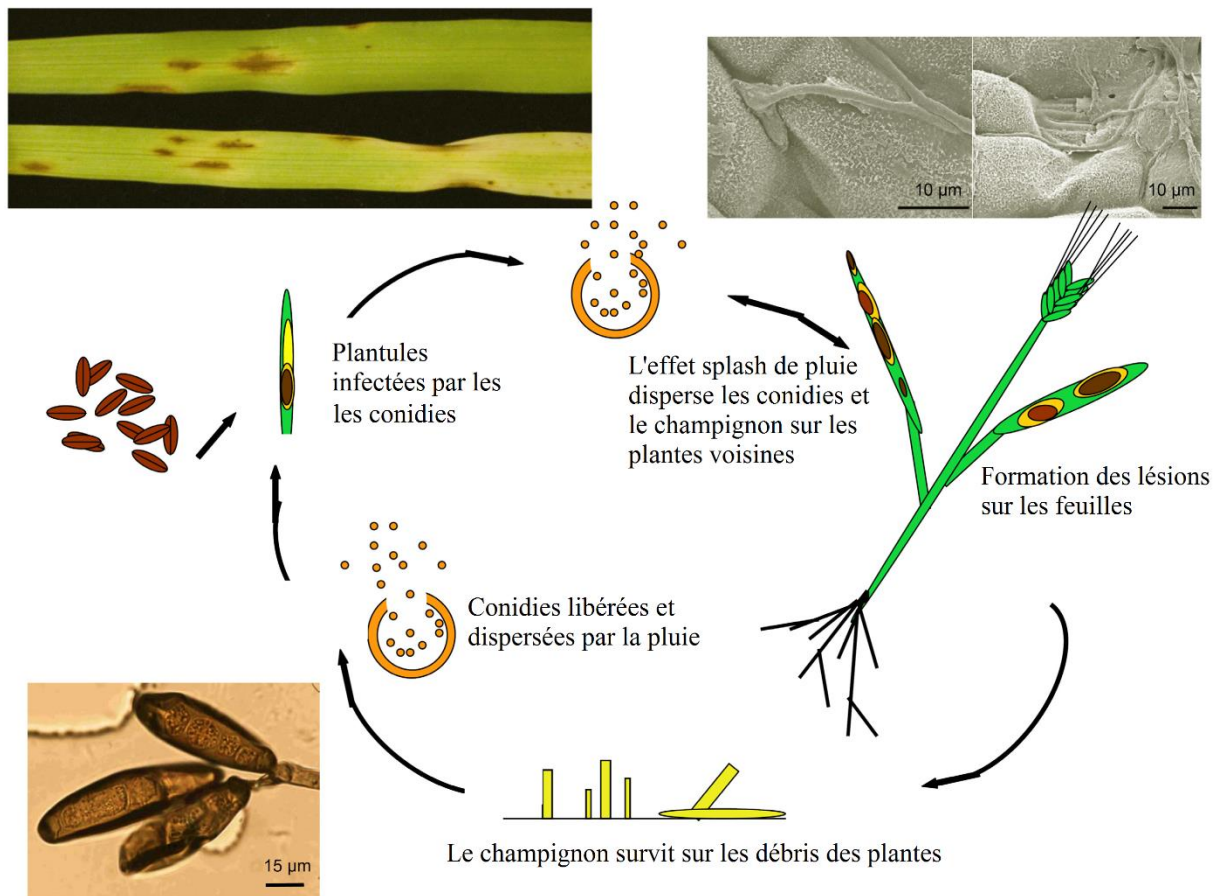 10 µm
10 µm
Plantules
infectées par les
les conidies
L'effet splash de pluie
disperse les conidies et
le champignon sur les
plantes voisines
Formation des lésions
sur les feuilles
Conidies libérées et
dispersées par la pluie
15 µm
Le champignon survit sur les débris des plantes